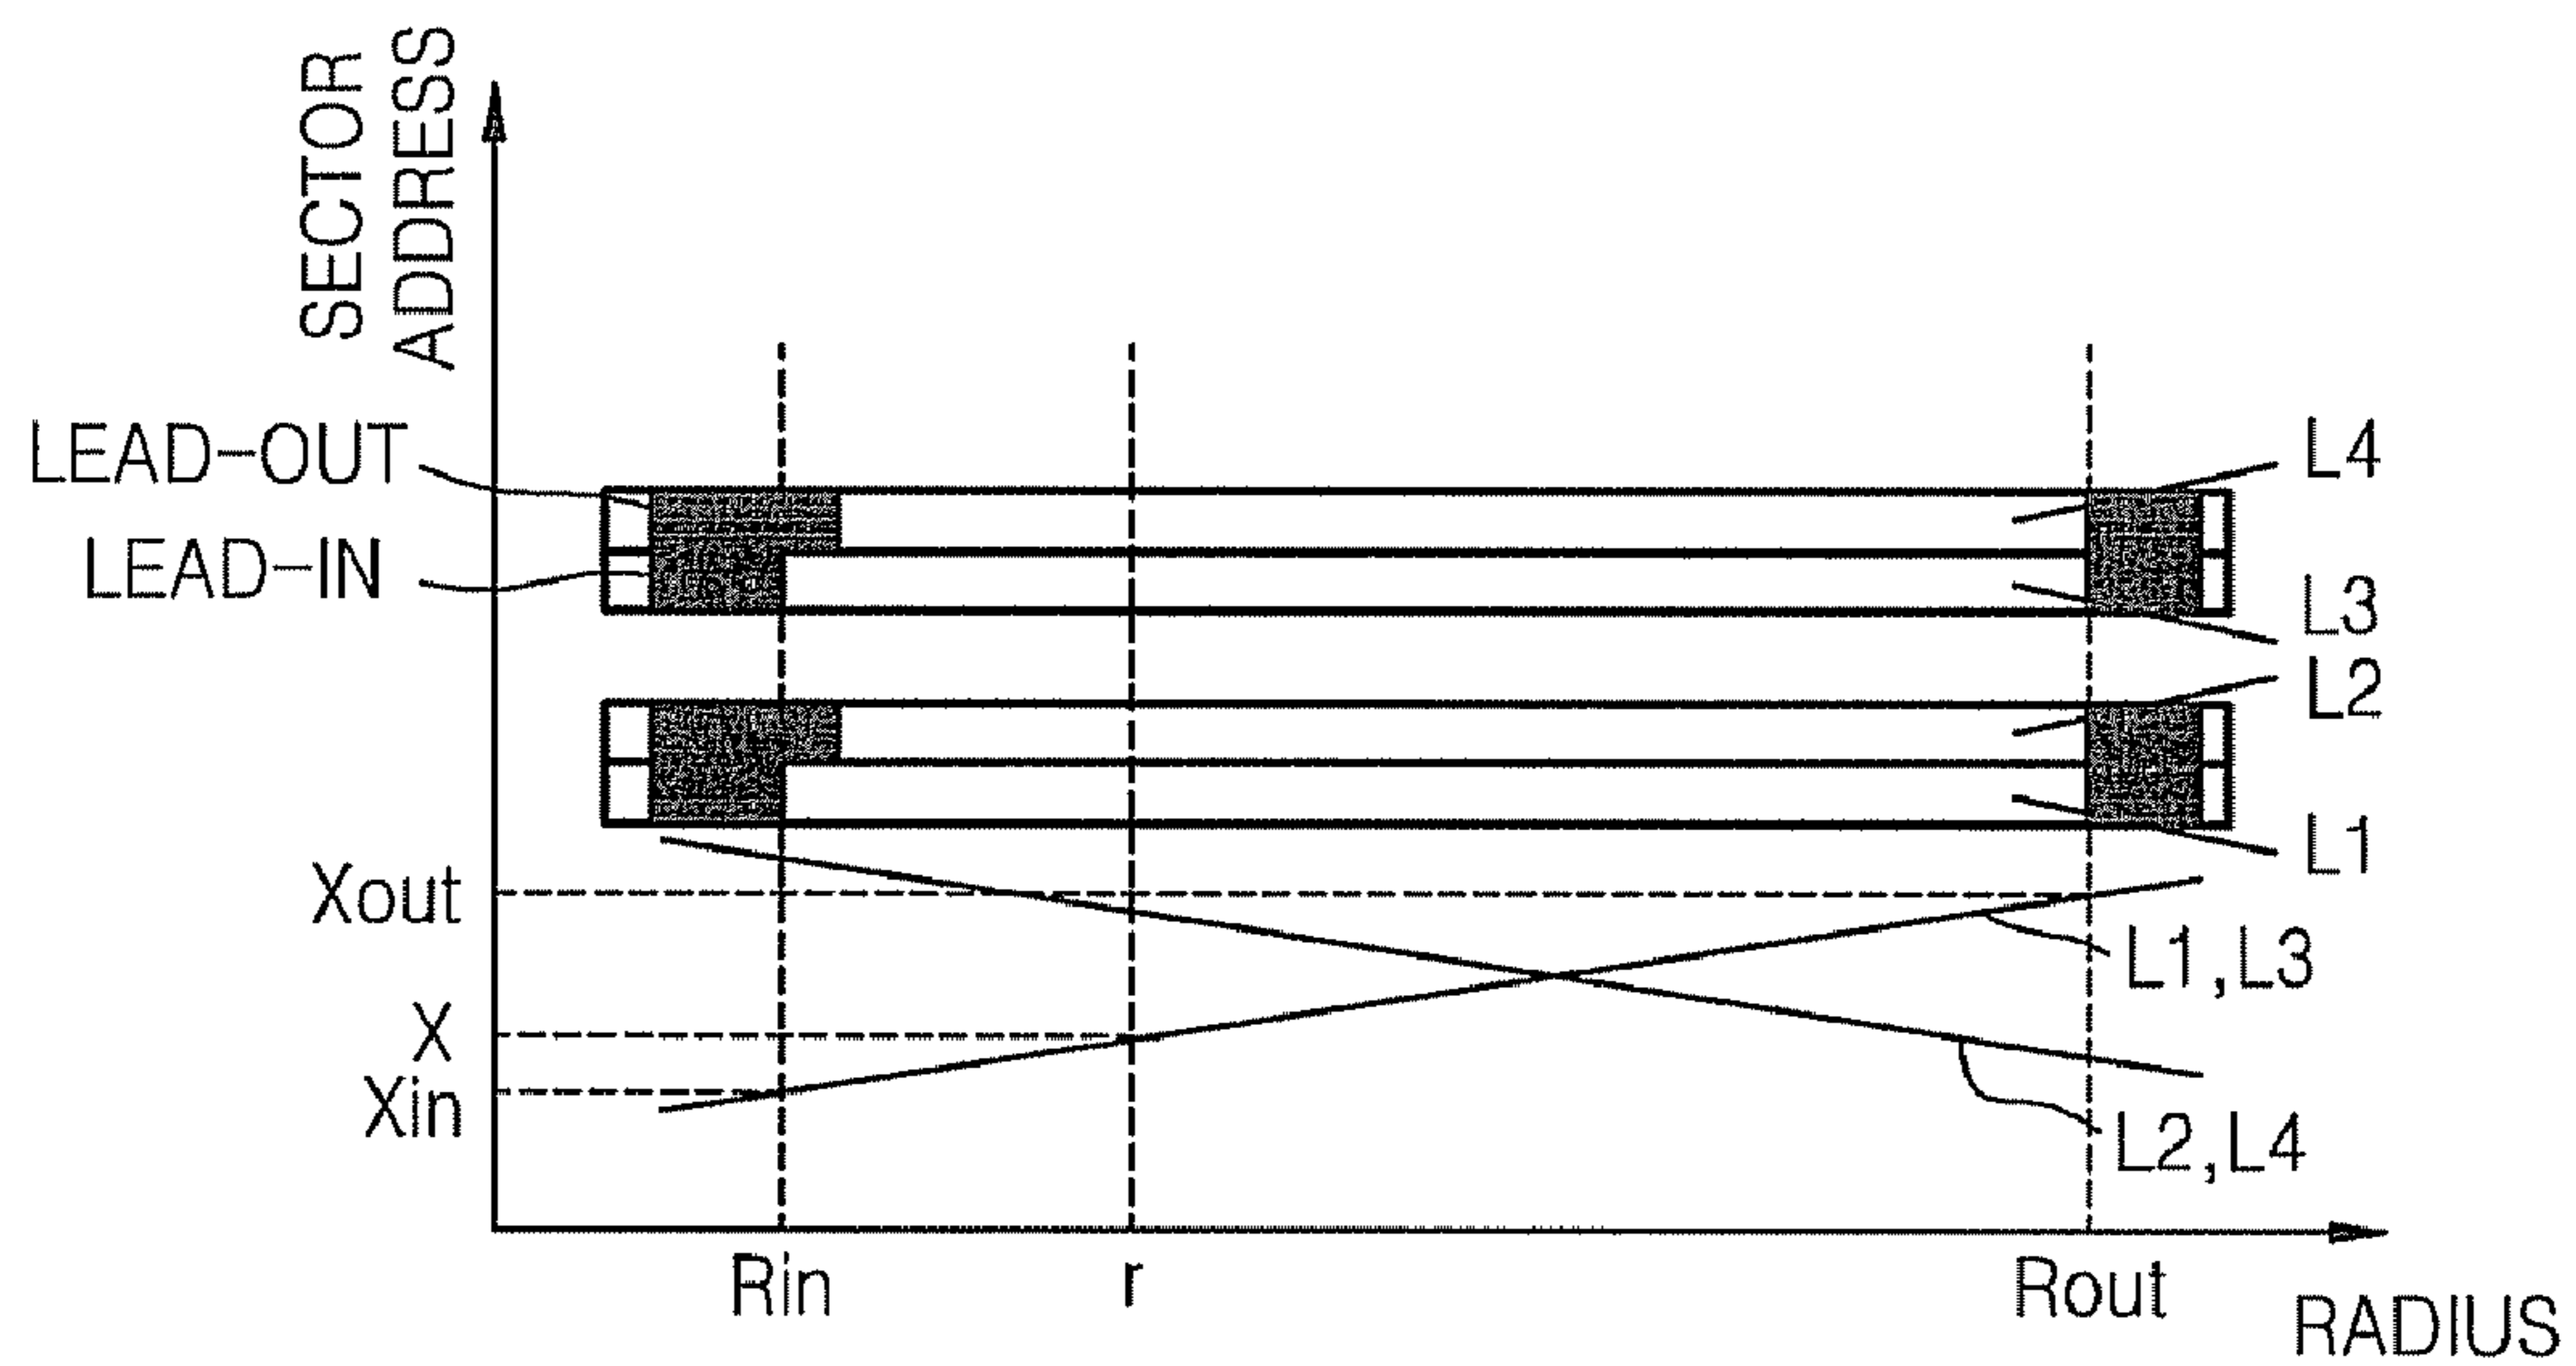 SECTOR
ADDRESS
LEAD-OUT
LEAD-IN
L4
L3
L2
L1
Xout
X
Xin
L1,L3
L2,L4
Rin
r
Rout
RADIUS